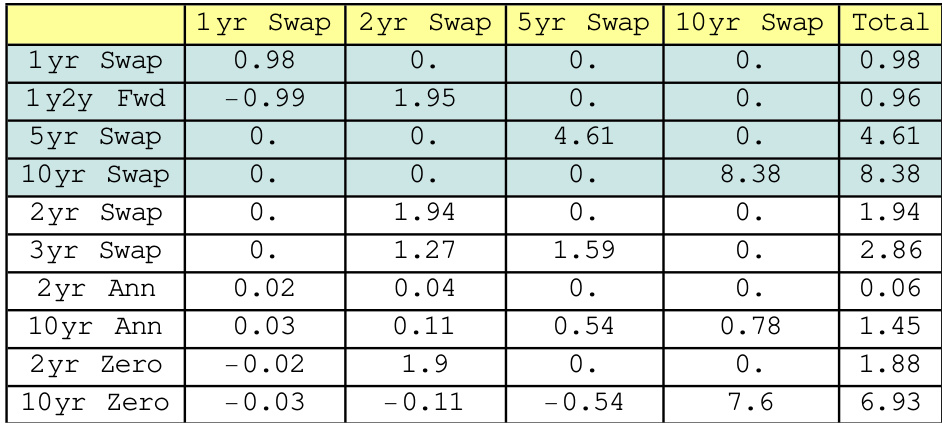 1yr Swap 2yr Swap 5yr Swap 10yr Swap Total
1yr Swap 0.98 0. 0. 0. 0.98
1y2y Fwd -0.99 1.95 0. 0. 0.96
5yr Swap 0. 0. 4.61 0. 4.61
10yr Swap 0. 0. 0. 8.38 8.38
2yr Swap 0. 1.94 0. 0. 1.94
3yr Swap 0. 1.27 1.59 0. 2.86
2yr Ann 0.02 0.04 0. 0. 0.06
10yr Ann 0.03 0.11 0.54 0.78 1.45
2yr Zero -0.02 1.9 0. 0. 1.88
10yr Zero -0.03 -0.11 -0.54 7.6 6.93